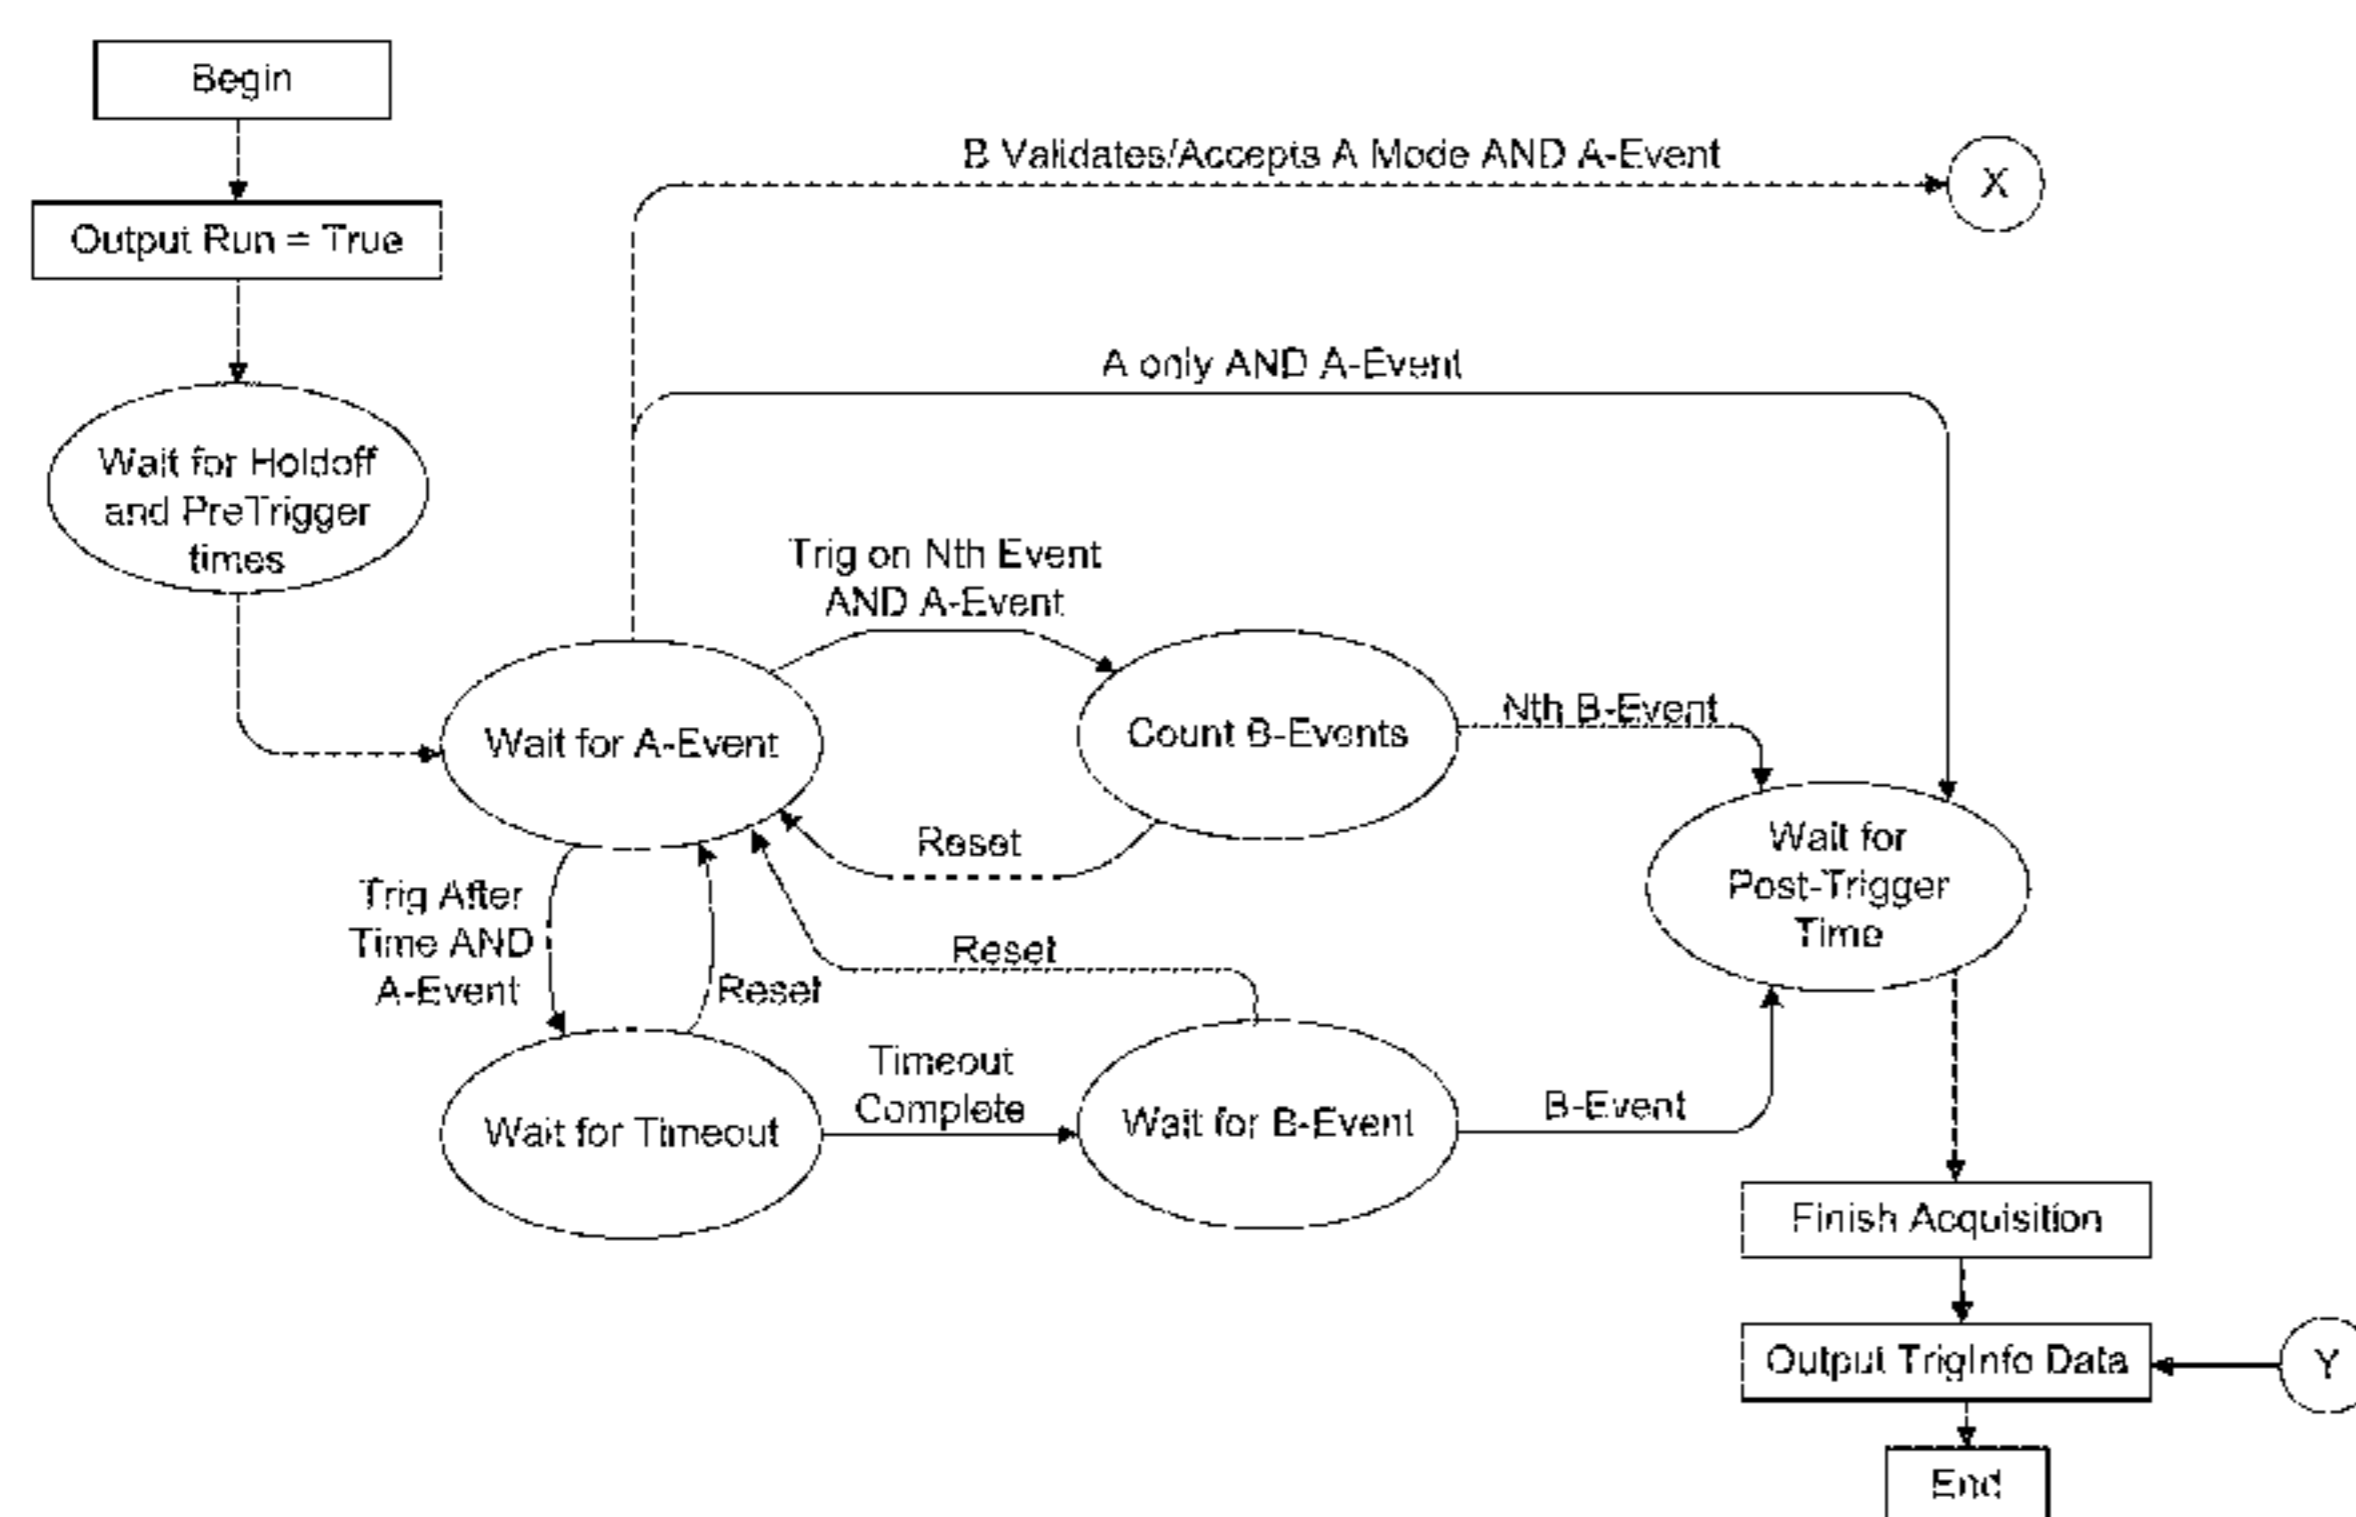 Begin
B Validates/Accepts A Mode AND A-Event
X
Output Run = True
A only AND A-Event
Wait for Holdoff
and PreTrigger
times
Trig on Nth Event
AND A-Event
Wait for A-Event
Count B-Events
Nth B-Event
Reset
Wait for
Post-Trigger
Time
Trig After
Time AND
A-Event
Reset
Reset
Timeout
Complete
Wait for Timeout
Wait for B-Event
B-Event
Finish Acquisition
Output TrigInfo Data
Y
End